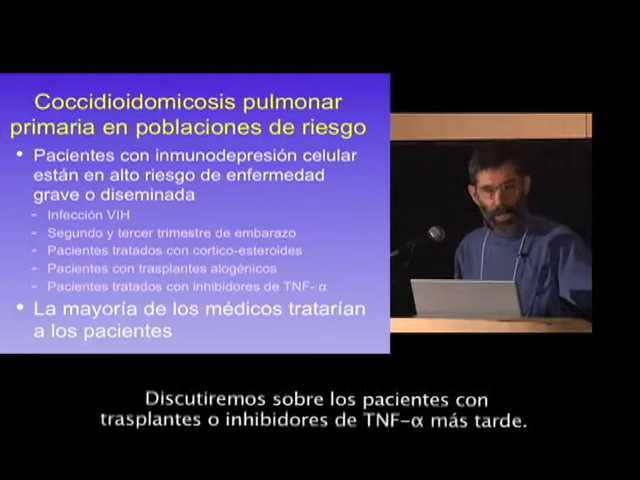 Coccidioidomicosis pulmonar
primaria en poblaciones de riesgo
• Pacientes con inmunodepresión celular
están en alto riesgo de enfermedad
grave o diseminada
- Infección VIH
- Segundo y tercer trimestre de embarazo
- Pacientes tratados con cortico-esteroides
- Pacientes con trasplantes alogénicos
- Pacientes tratados con inhibidores de TNF- α
• La mayoría de los médicos tratarían
a los pacientes
Discutiremos sobre los pacientes con
trasplantes o inhibidores de TNF-α más tarde.